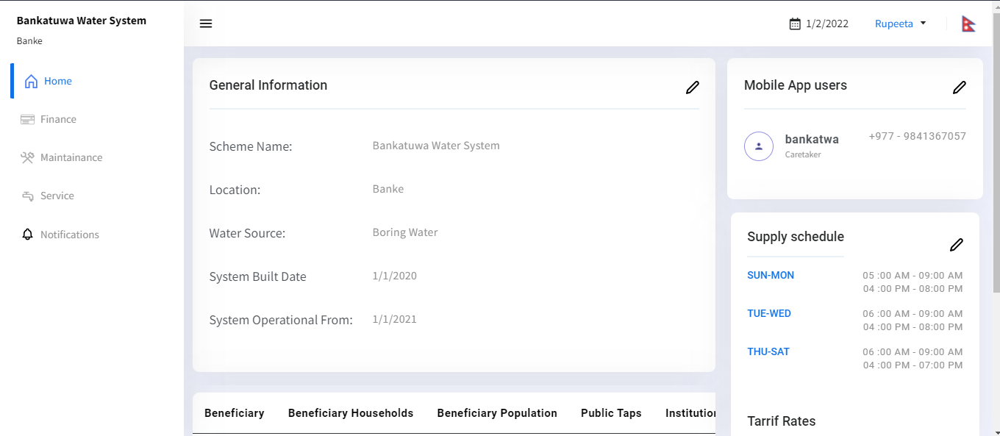 Bankatuwa Water System
Banke
Home
Finance
Maintainance
Service
Notifications
1/2/2022
Rupeeta
General Information
Scheme Name: Bankatuwa Water System
Location: Banke
Water Source: Boring Water
System Built Date 1/1/2020
System Operational From: 1/1/2021
Beneficiary Beneficiary Households Beneficiary Population Public Taps Institution
Mobile App users
bankatwa +977 - 9841367057
Caretaker
Supply schedule
SUN-MON 05 :00 AM - 09:00 AM
04 :00 PM - 08:00 PM
TUE-WED 06 :00 AM - 09:00 AM
04 :00 PM - 08:00 PM
THU-SAT 06 :00 AM - 09:00 AM
04 :00 PM - 07:00 PM
Tarrif Rates